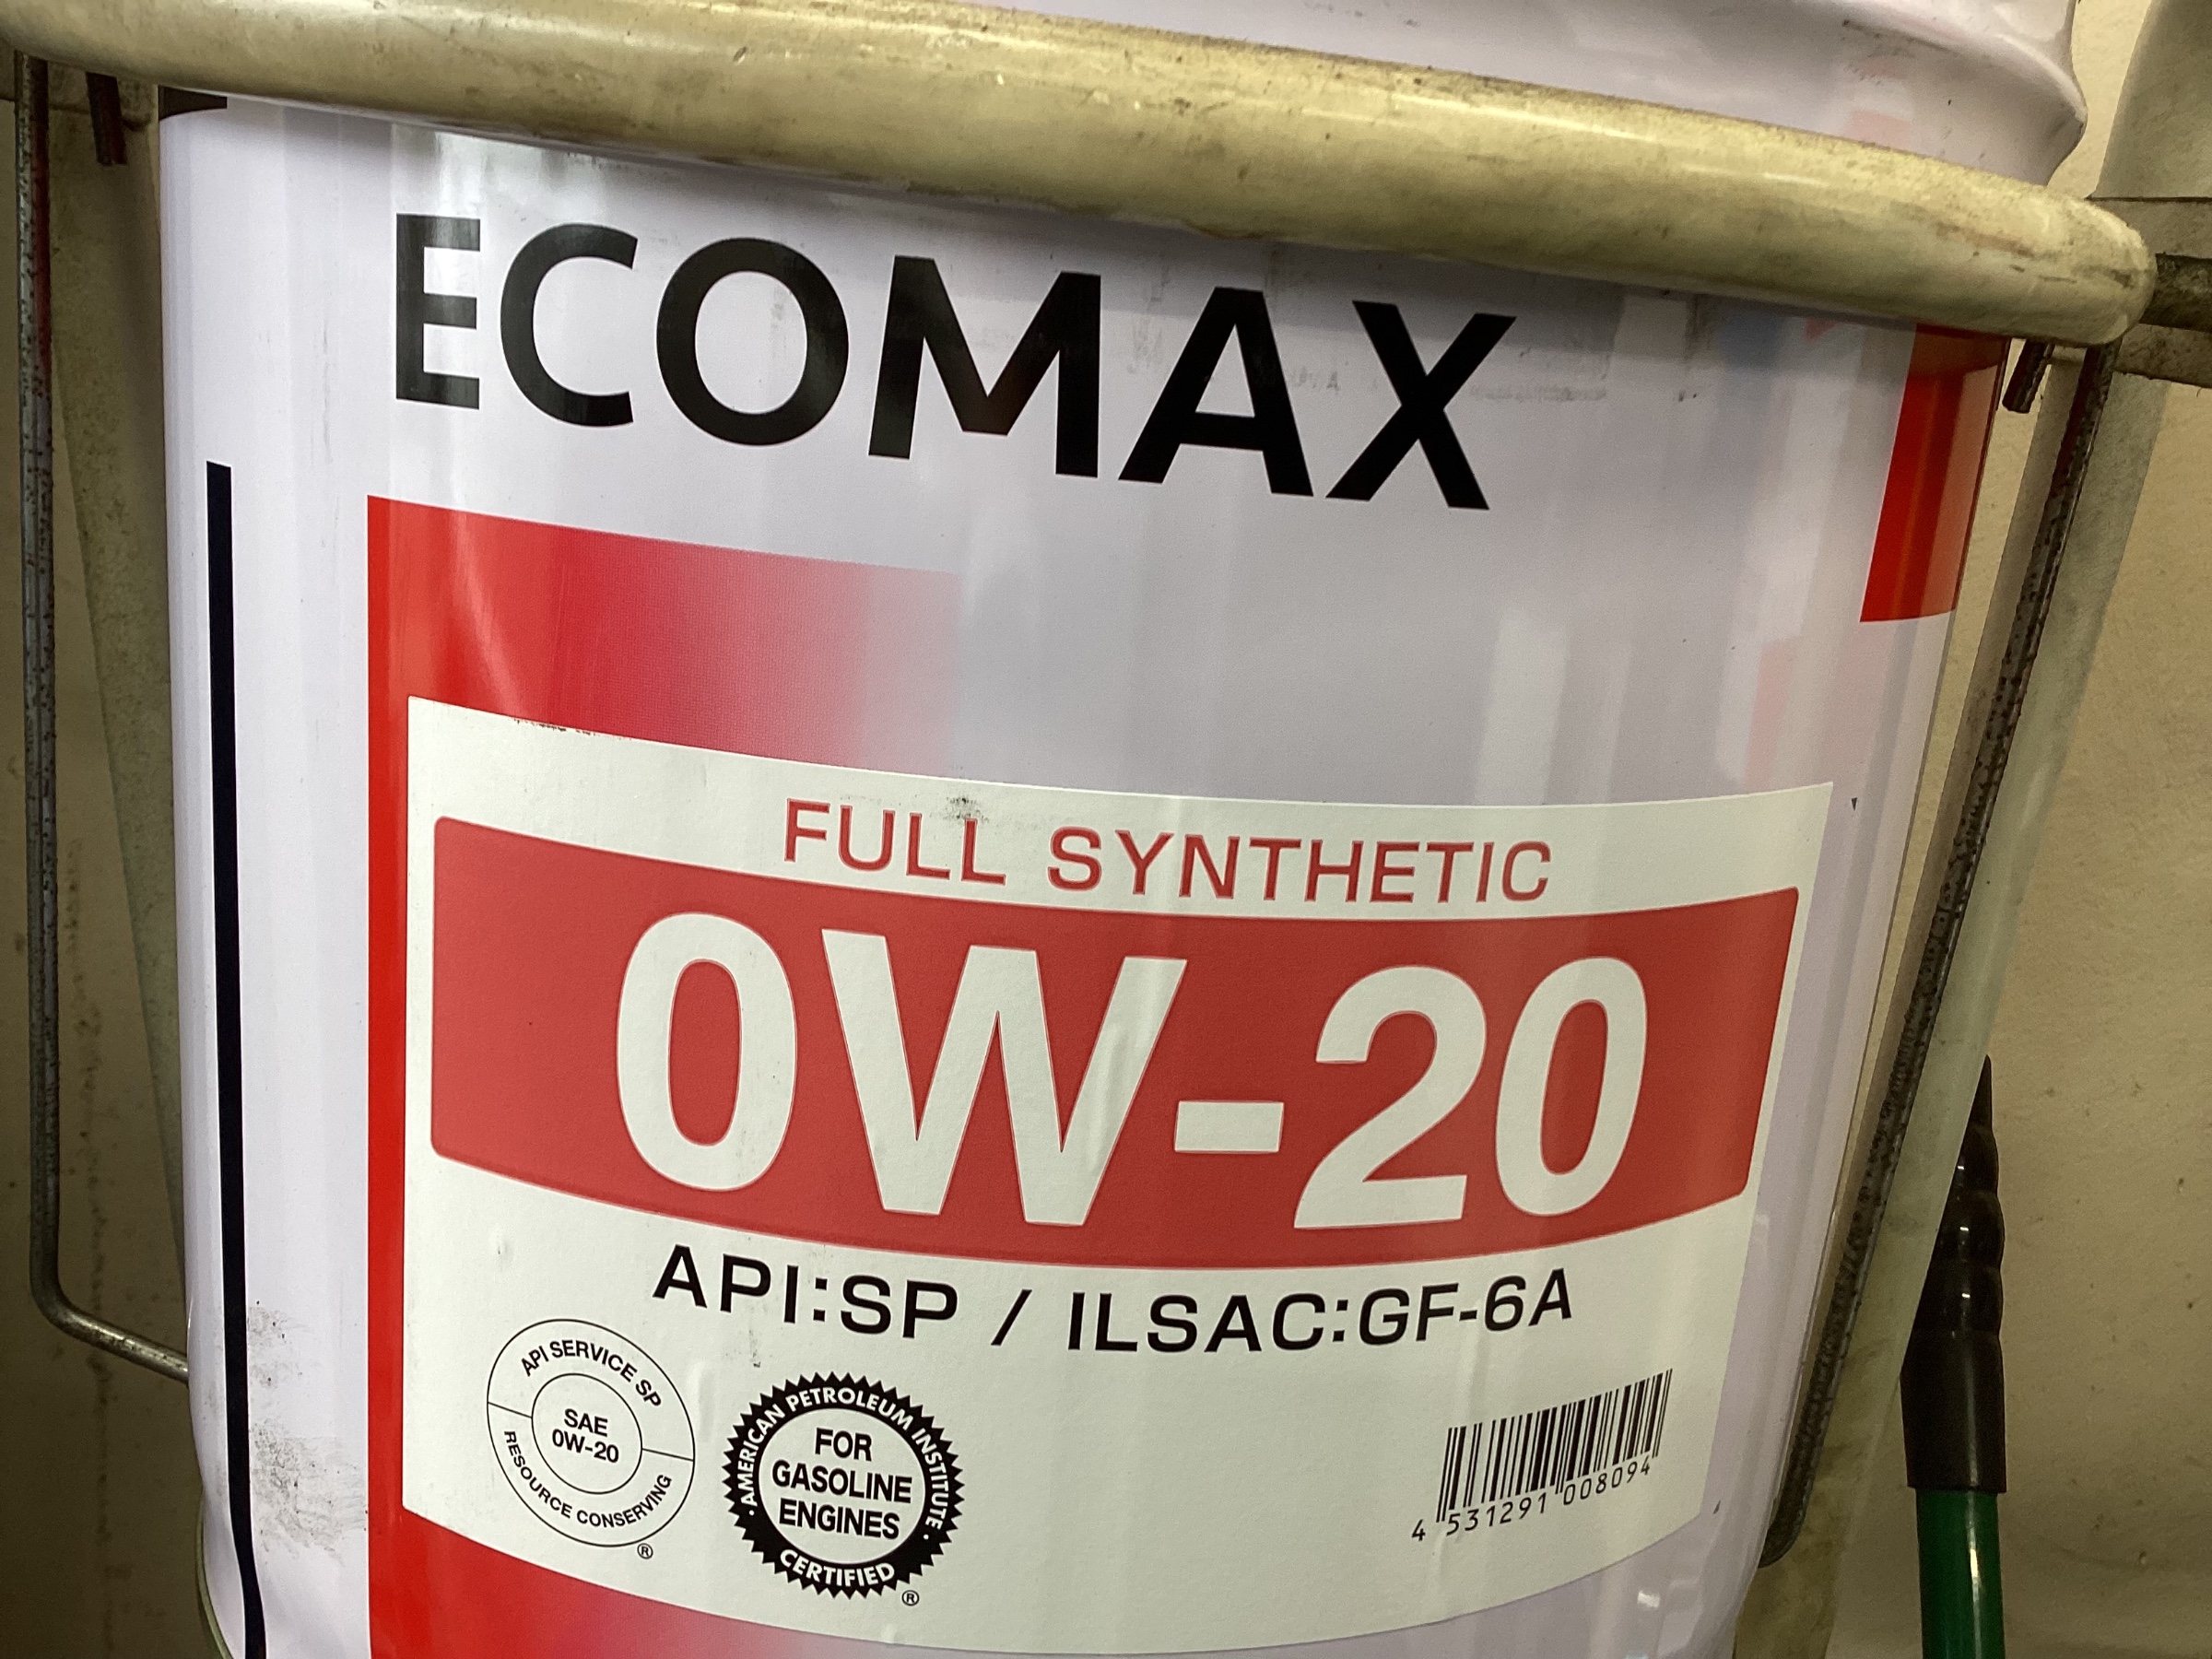 ECOMAX
FULL SYNTHETIC
0W-20
API:SP / ILSAC:GF-6A
API SERVICE SP
SAE
0W-20
RESOURCE CONSERVING
®
AMERICAN PETROLEUM INSTITUTE
FOR
GASOLINE
ENGINES
CERTIFIED
®
4 531291 008094